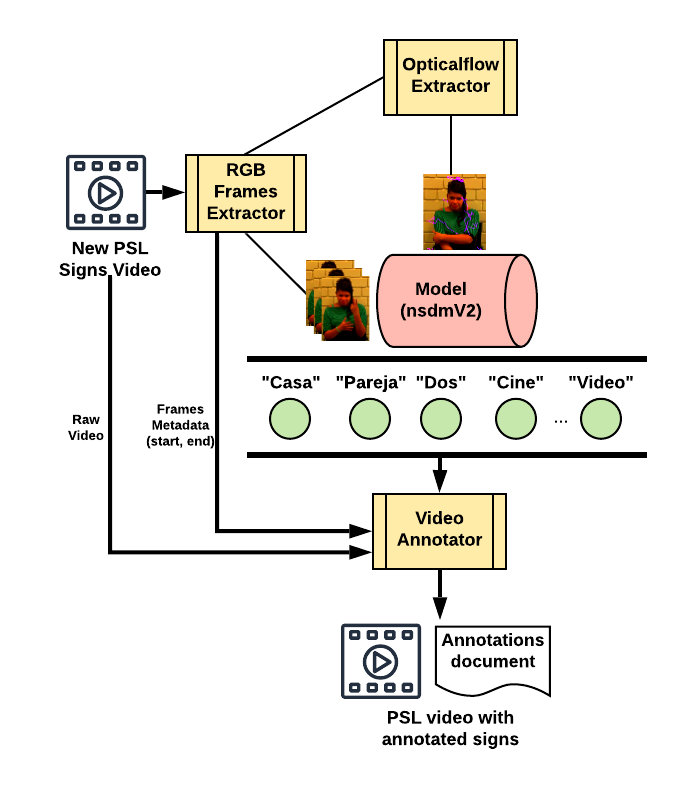 Opticalflow
Extractor
RGB
Frames
Extractor
New PSL
Signs Video
Model
(nsdmV2)
"Casa" "Pareja" "Dos" "Cine" "Video"
...
Raw
Video
Frames
Metadata
(start, end)
Video
Annotator
Annotations
document
PSL video with
annotated signs